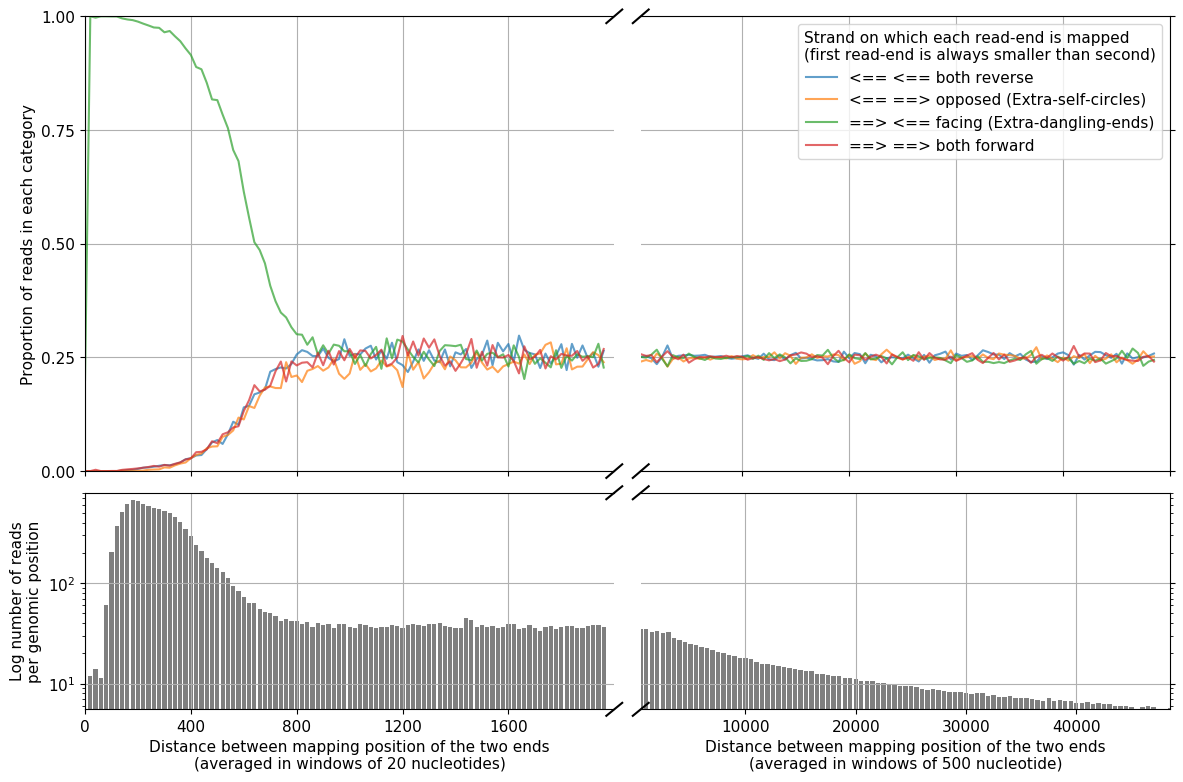 1.00
0.75
0.50
0.25
0.00
Proportion of reads in each category
Strand on which each read-end is mapped
(first read-end is always smaller than second)
<== <== both reverse
<== ==> opposed (Extra-self-circles)
==> <== facing (Extra-dangling-ends)
==> ==> both forward
10²
10¹
Log number of reads
per genomic position
0 400 800 1200 1600
10000 20000 30000 40000
Distance between mapping position of the two ends
(averaged in windows of 20 nucleotides)
Distance between mapping position of the two ends
(averaged in windows of 500 nucleotide)